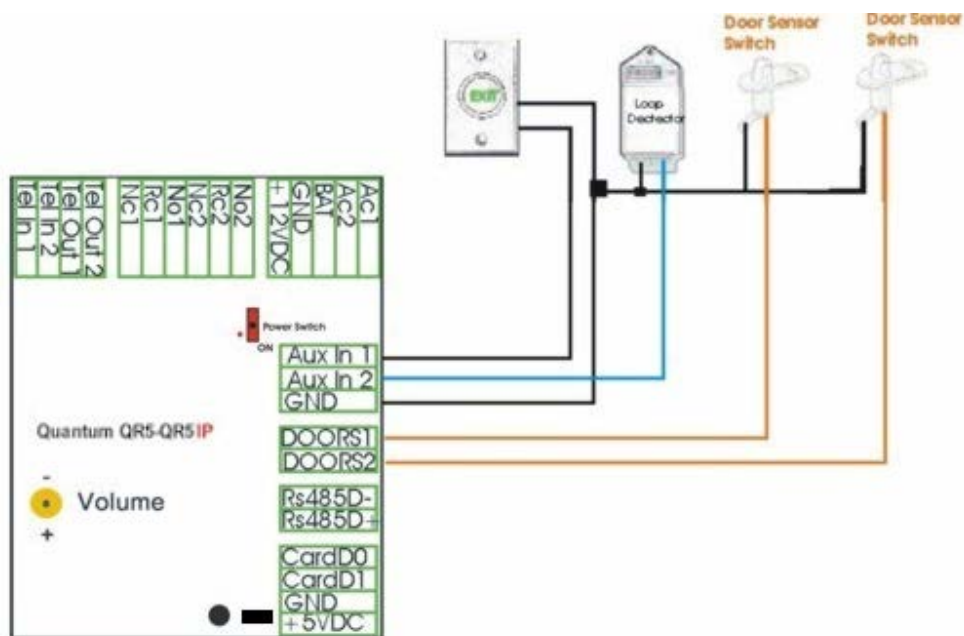 Door Sensor
Switch
Door Sensor
Switch
EXIT
Loop
Dectector
Tel In 1
Tel In 2
Tel Out 1
Tel Out 2
Nc1
Rc1
No1
Nc2
Rc2
No2
+12VDC
GND
BAT
Ac2
Ac1
Power Switch
ON
Aux In 1
Aux In 2
GND
Quantum QR5-QR5IP
DOORS1
DOORS2
-
Volume
+
Rs485D-
Rs485D+
CardD0
CardD1
GND
+5VDC